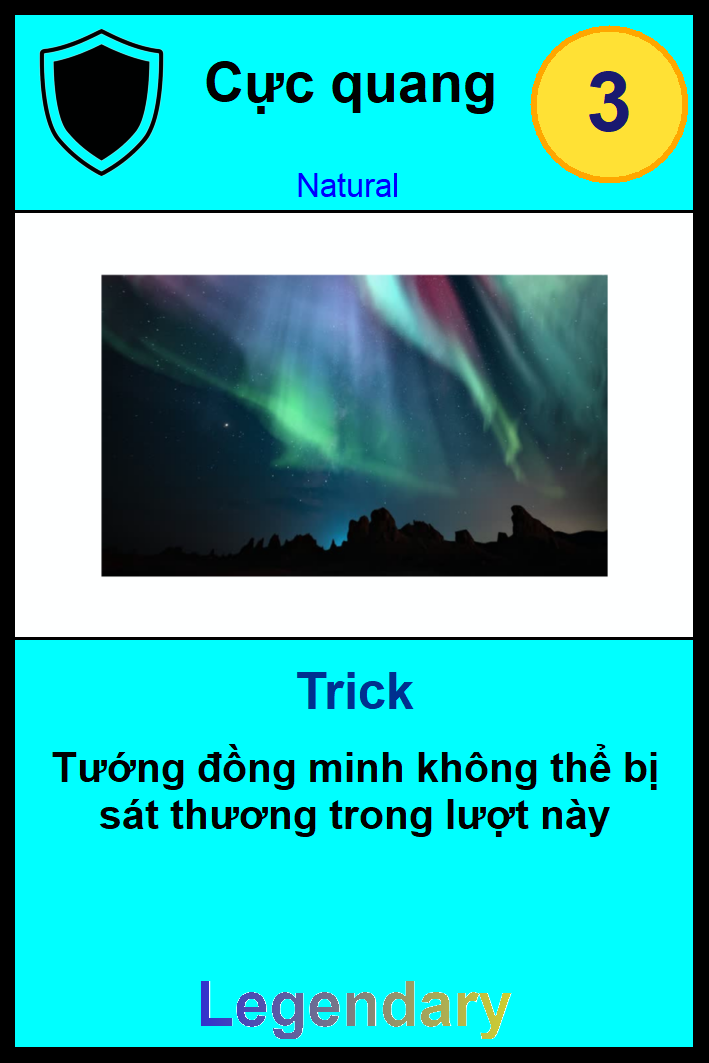 Cực quang
3
Natural
Trick
Tướng đồng minh không thể bị
sát thương trong lượt này
Legendary